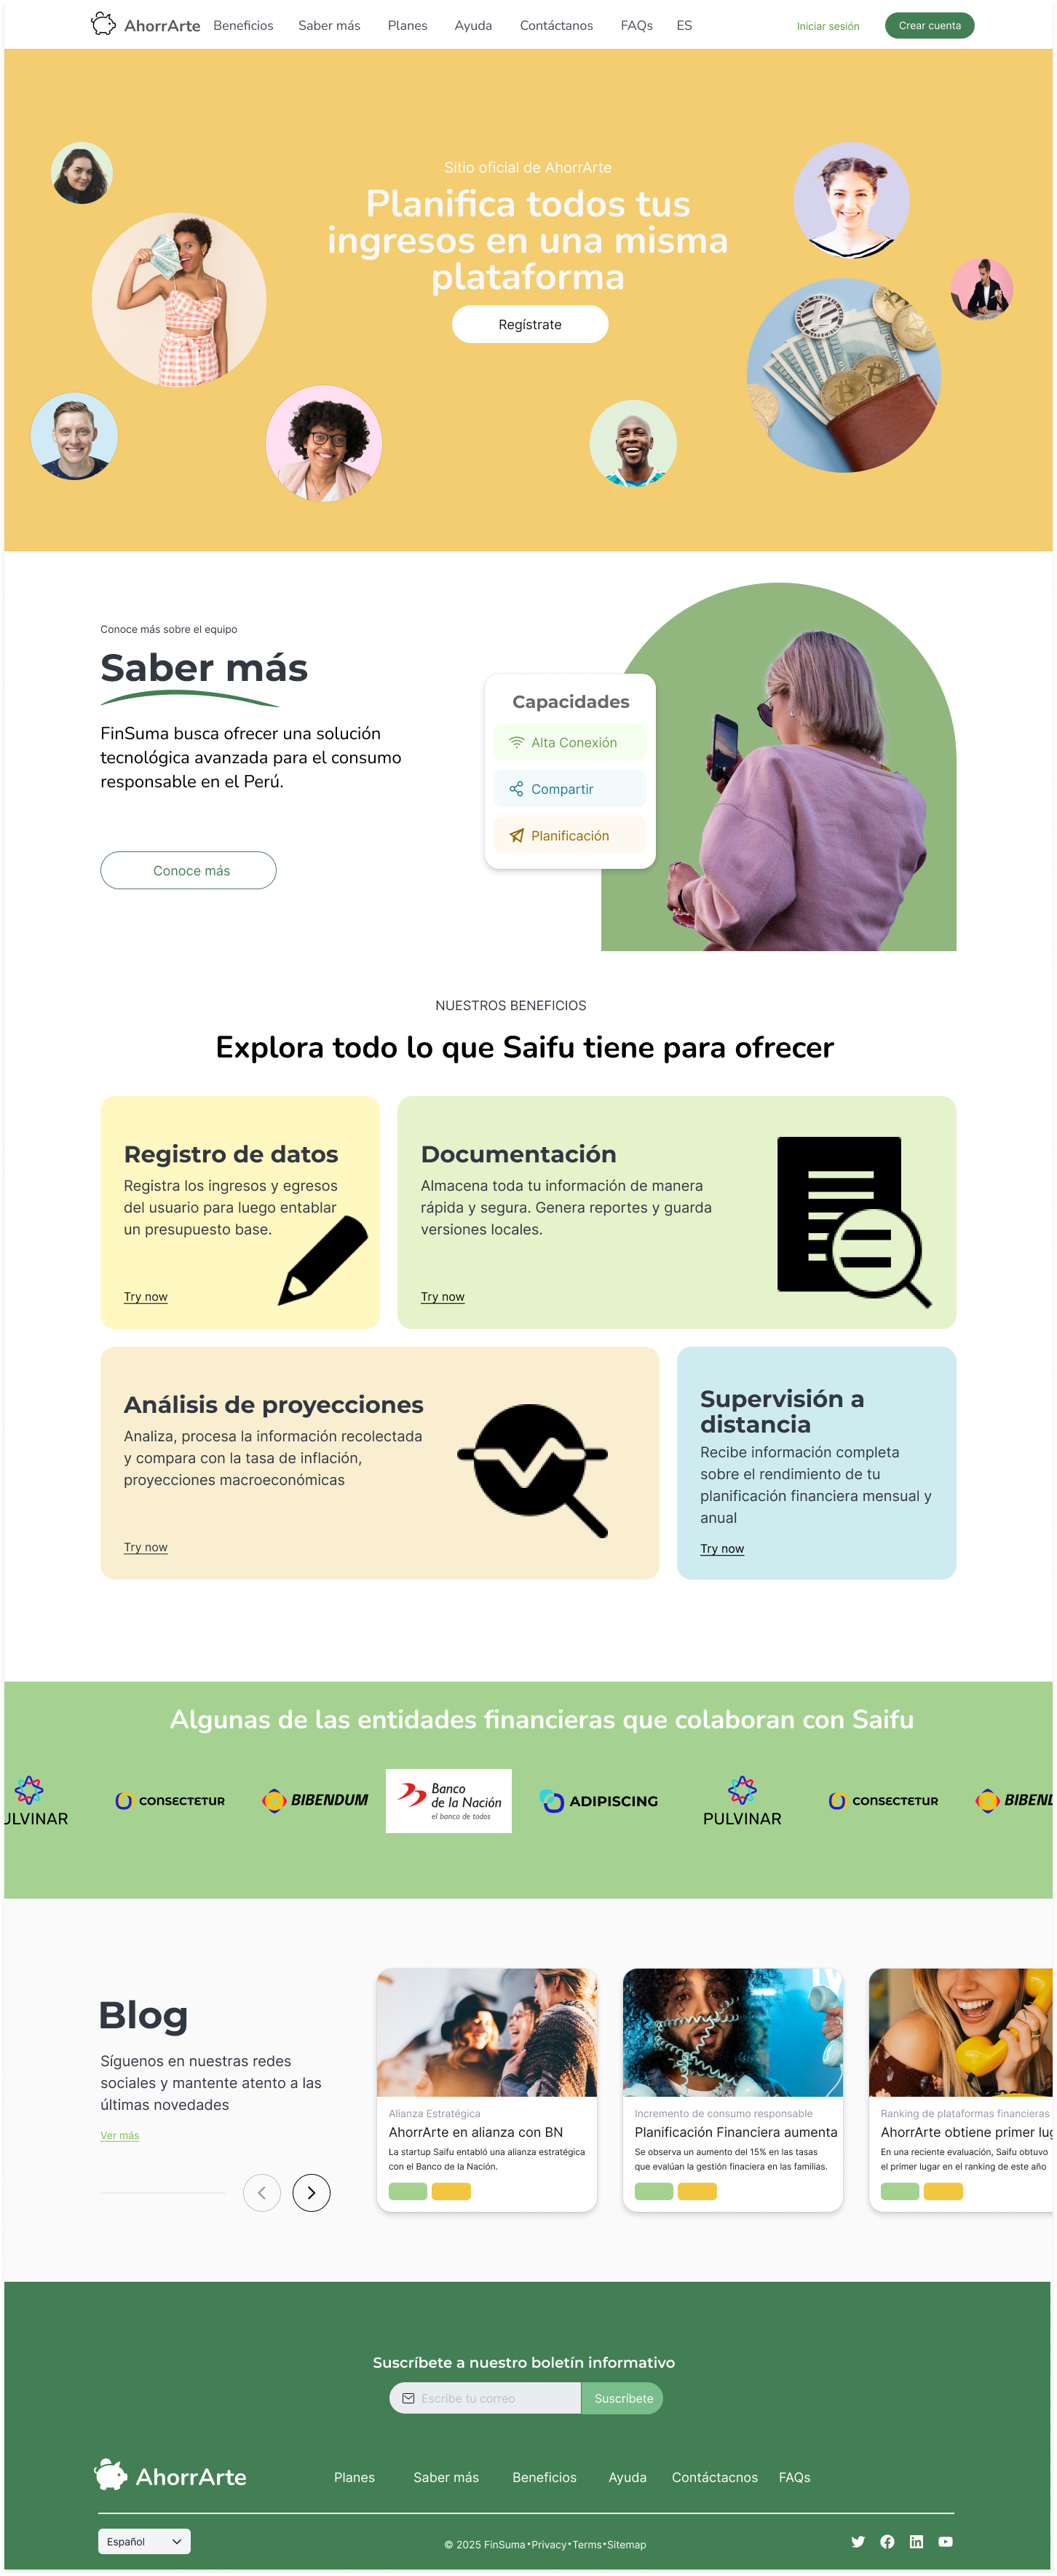 AhorrArte Beneficios Saber más Planes Ayuda Contáctanos FAQs ES Iniciar sesión Crear cuenta
Sitio oficial de AhorrArte
Planifica todos tus
ingresos en una misma
plataforma
Regístrate
Conoce más sobre el equipo
Saber más
FinSuma busca ofrecer una solución
tecnológica avanzada para el consumo
responsable en el Perú.
Conoce más
Capacidades
Alta Conexión
Compartir
Planificación
NUESTROS BENEFICIOS
Explora todo lo que Saifu tiene para ofrecer
Registro de datos
Registra los ingresos y egresos
del usuario para luego entablar
un presupuesto base.
Try now
Documentación
Almacena toda tu información de manera
rápida y segura. Genera reportes y guarda
versiones locales.
Try now
Análisis de proyecciones
Analiza, procesa la información recolectada
y compara con la tasa de inflación,
proyecciones macroeconómicas
Try now
Supervisión a
distancia
Recibe información completa
sobre el rendimiento de tu
planificación financiera mensual y
anual
Try now
Algunas de las entidades financieras que colaboran con Saifu
ULVINAR
CONSECTETUR
BIBENDUM
Banco
de la Nación
el banco de todos
ADIPISCING
PULVINAR
CONSECTETUR
BIBEND
Blog
Síguenos en nuestras redes
sociales y mantente atento a las
últimas novedades
Ver más
Alianza Estratégica
AhorrArte en alianza con BN
La startup Saifu entabló una alianza estratégica
con el Banco de la Nación.
Incremento de consumo responsable
Planificación Financiera aumenta
Se observa un aumento del 15% en las tasas
que evalúan la gestión finaciera en las familias.
Ranking de plataformas financieras
AhorrArte obtiene primer lug
En una reciente evaluación, Saifu obtuvo
el primer lugar en el ranking de este año
Suscríbete a nuestro boletín informativo
Escribe tu correo
Suscríbete
AhorrArte
Planes Saber más Beneficios Ayuda Contáctacnos FAQs
Español
© 2025 FinSuma•Privacy•Terms•Sitemap